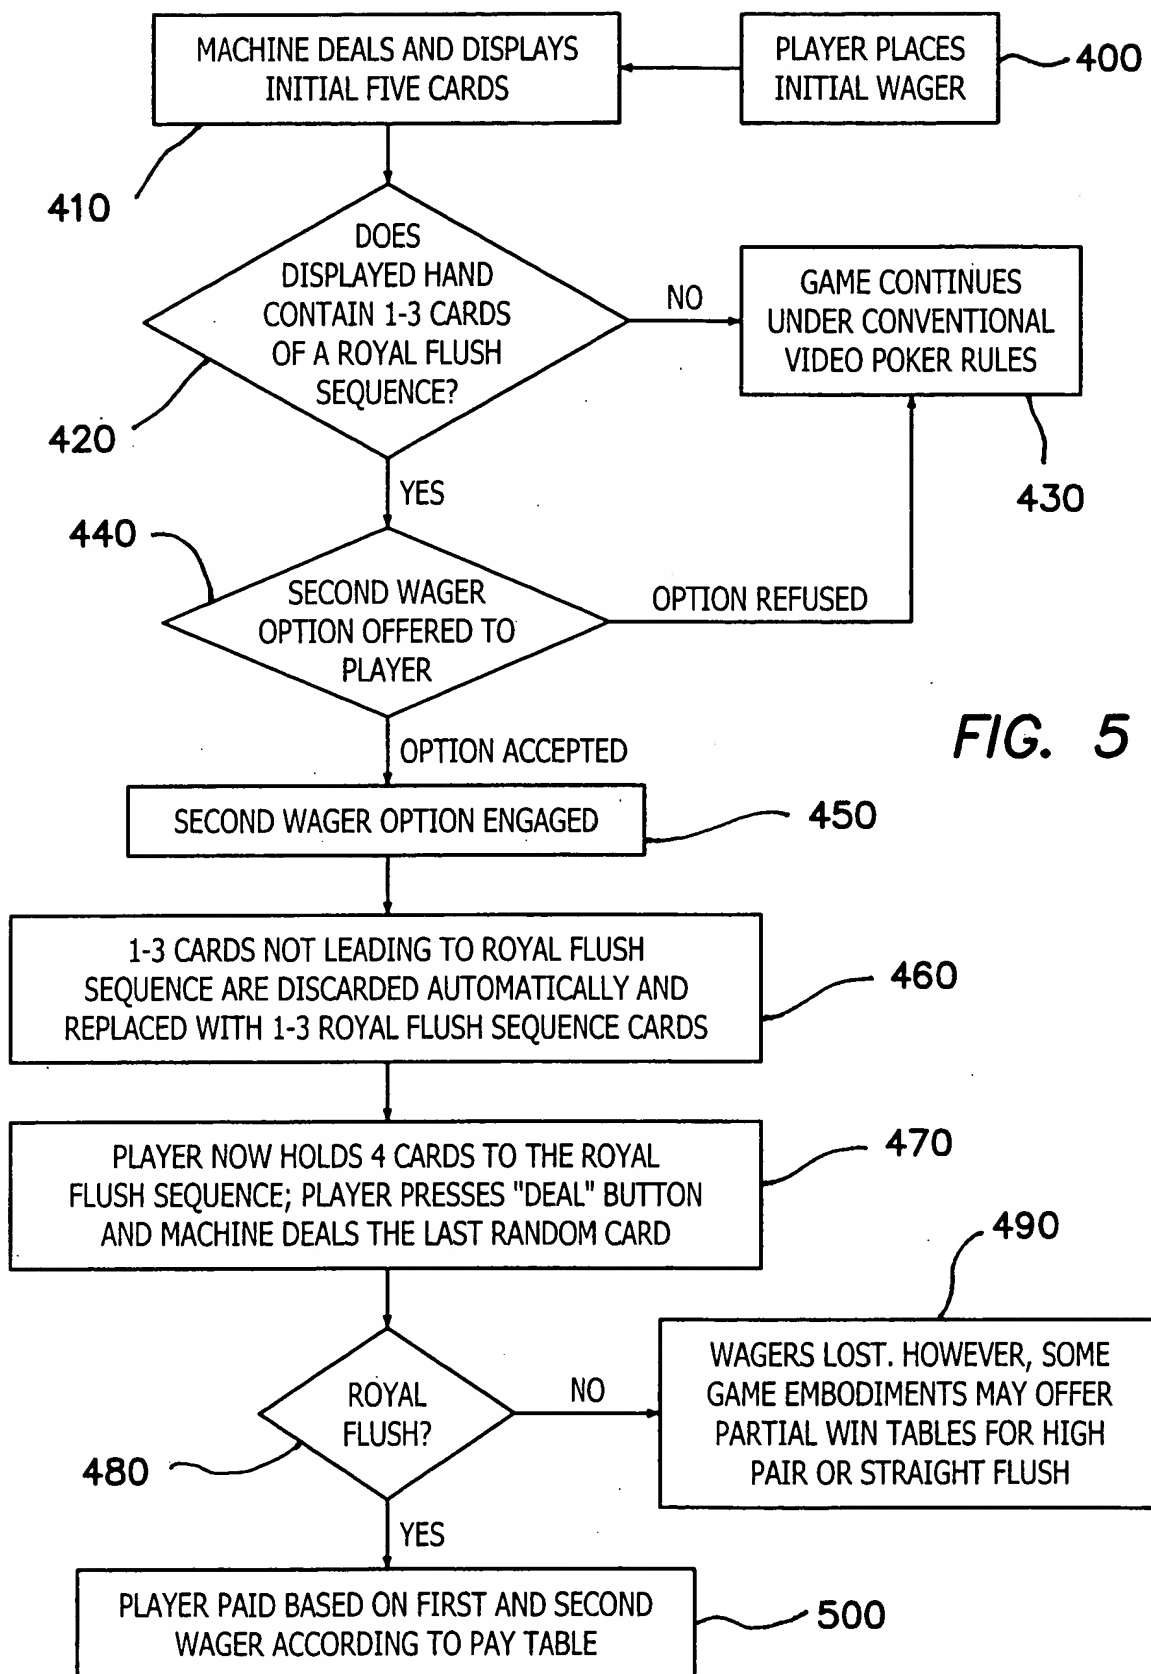 MACHINE DEALS AND DISPLAYS
INITIAL FIVE CARDS
PLAYER PLACES
INITIAL WAGER
400
410
DOES
DISPLAYED HAND
CONTAIN 1-3 CARDS
OF A ROYAL FLUSH
SEQUENCE?
NO
GAME CONTINUES
UNDER CONVENTIONAL
VIDEO POKER RULES
420
430
YES
440
SECOND WAGER
OPTION OFFERED TO
PLAYER
OPTION REFUSED
FIG. 5
OPTION ACCEPTED
SECOND WAGER OPTION ENGAGED
450
1-3 CARDS NOT LEADING TO ROYAL FLUSH
SEQUENCE ARE DISCARDED AUTOMATICALLY AND
REPLACED WITH 1-3 ROYAL FLUSH SEQUENCE CARDS
460
PLAYER NOW HOLDS 4 CARDS TO THE ROYAL
FLUSH SEQUENCE; PLAYER PRESSES "DEAL" BUTTON
AND MACHINE DEALS THE LAST RANDOM CARD
470
490
ROYAL
FLUSH?
NO
WAGERS LOST. HOWEVER, SOME
GAME EMBODIMENTS MAY OFFER
PARTIAL WIN TABLES FOR HIGH
PAIR OR STRAIGHT FLUSH
480
YES
PLAYER PAID BASED ON FIRST AND SECOND
WAGER ACCORDING TO PAY TABLE
500